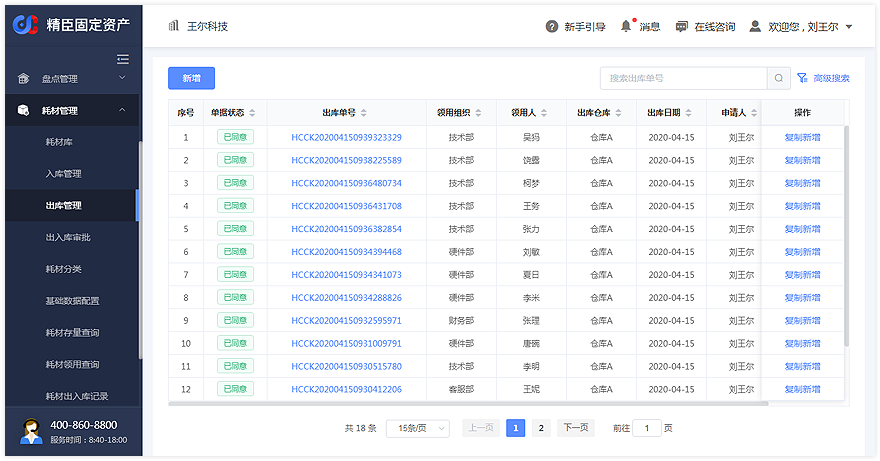 精臣固定资产
王尔科技
新手引导 消息 在线咨询 欢迎您 , 刘王尔
盘点管理
耗材管理
耗材库
入库管理
出库管理
出入库审批
耗材分类
基础数据配置
耗材存量查询
耗材领用查询
耗材出入库记录
400-860-8800
服务时间：8:40-18:00
新增 搜索出库单号 高级搜索
序号 单据状态 出库单号 领用组织 领用人 出库仓库 出库日期 申请人 操作
1 已同意 HCCK202004150939323329 技术部 吴犸 仓库A 2020-04-15 刘王尔 复制新增
2 已同意 HCCK202004150938225589 技术部 饶露 仓库A 2020-04-15 刘王尔 复制新增
3 已同意 HCCK202004150936480734 技术部 柯梦 仓库A 2020-04-15 刘王尔 复制新增
4 已同意 HCCK202004150936431708 技术部 王务 仓库A 2020-04-15 刘王尔 复制新增
5 已同意 HCCK202004150936382854 技术部 张力 仓库A 2020-04-15 刘王尔 复制新增
6 已同意 HCCK202004150934394468 硬件部 刘敏 仓库A 2020-04-15 刘王尔 复制新增
7 已同意 HCCK202004150934341073 硬件部 夏日 仓库A 2020-04-15 刘王尔 复制新增
8 已同意 HCCK202004150934288826 硬件部 李米 仓库A 2020-04-15 刘王尔 复制新增
9 已同意 HCCK202004150932595971 财务部 张理 仓库A 2020-04-15 刘王尔 复制新增
10 已同意 HCCK202004150931009791 硬件部 唐碗 仓库A 2020-04-15 刘王尔 复制新增
11 已同意 HCCK202004150930515780 技术部 李明 仓库A 2020-04-15 刘王尔 复制新增
12 已同意 HCCK202004150930412206 客服部 王妮 仓库A 2020-04-15 刘王尔 复制新增
共 18 条 15条/页 上一页 1 2 下一页 前往 1 页